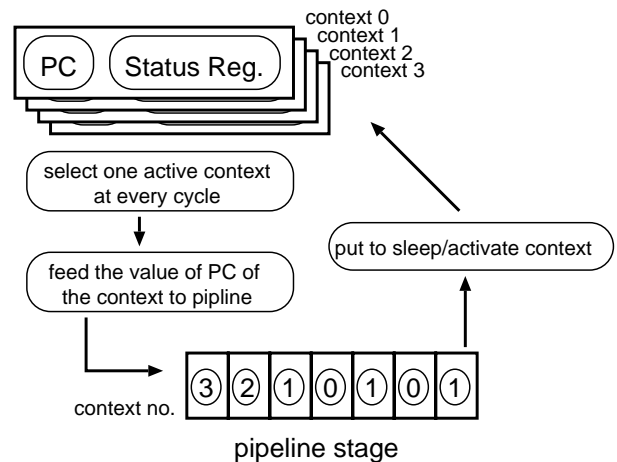 context 0
context 1
context 2
context 3
PC
Status Reg.
select one active context
at every cycle
put to sleep/activate context
feed the value of PC of
the context to pipline
3 2 1 0 1 0 1
context no.
pipeline stage